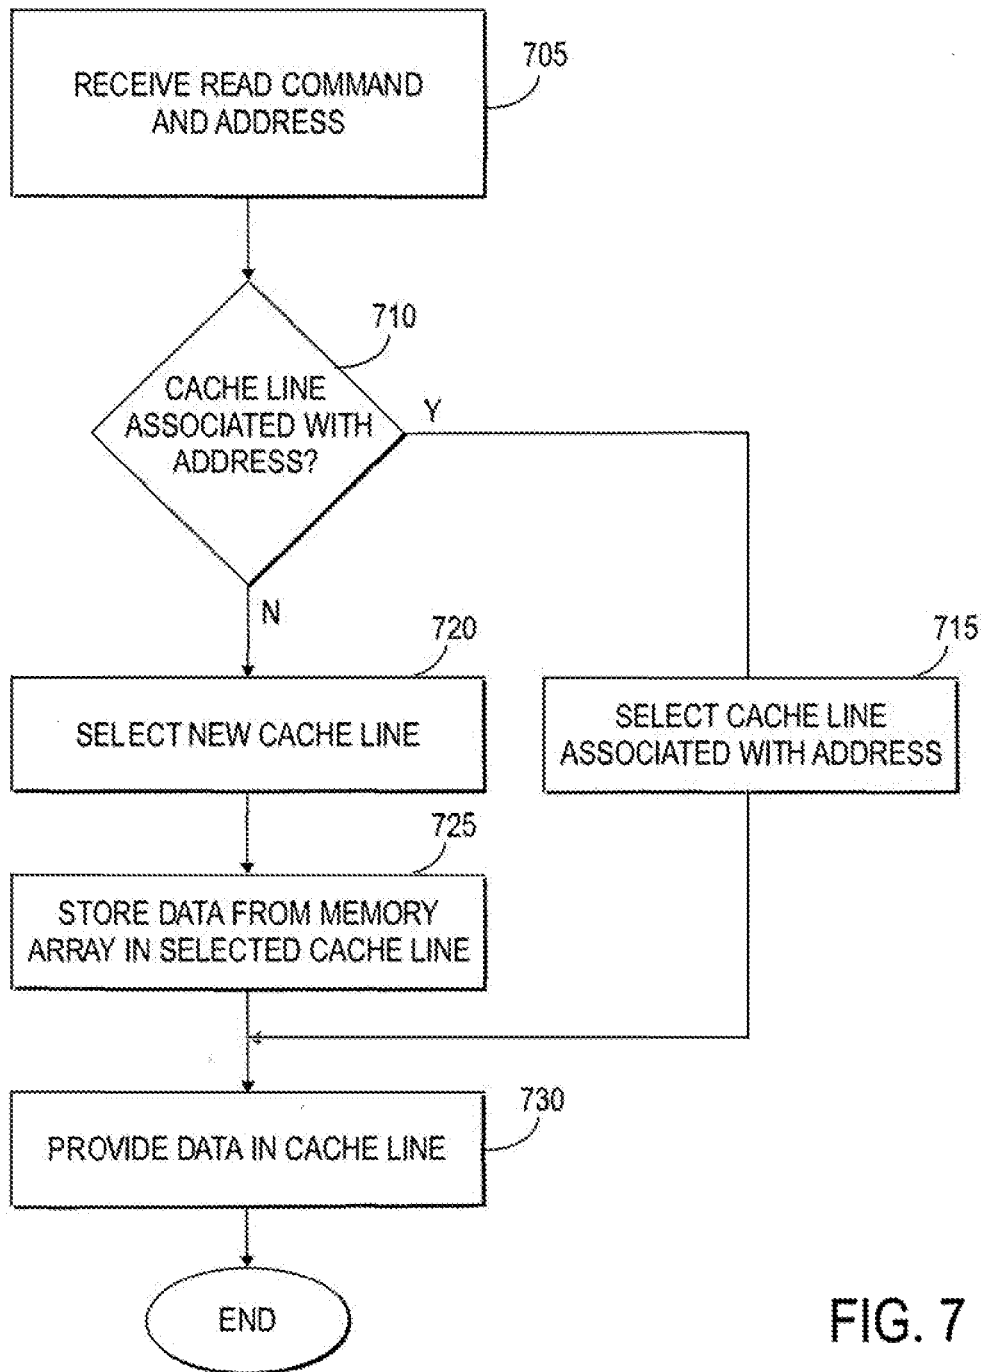 RECEIVE READ COMMAND
AND ADDRESS
705
CACHE LINE
ASSOCIATED WITH
ADDRESS?
710
Y
N
720
SELECT NEW CACHE LINE
715
SELECT CACHE LINE
ASSOCIATED WITH ADDRESS
725
STORE DATA FROM MEMORY
ARRAY IN SELECTED CACHE LINE
730
PROVIDE DATA IN CACHE LINE
END
FIG. 7